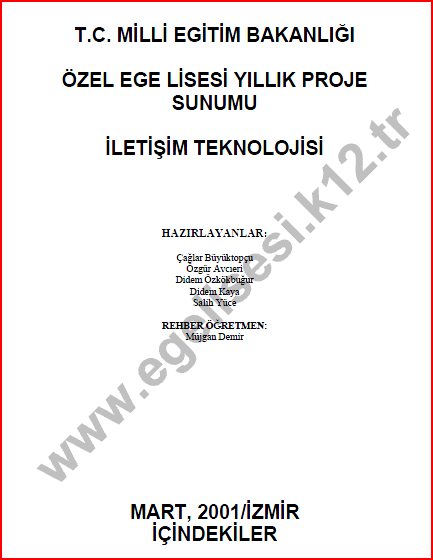 T.C. MİLLİ EGİTİM BAKANLIĞI
ÖZEL EGE LİSESİ YILLIK PROJE
SUNUMU
İLETİŞİM TEKNOLOJİSİ
HAZIRLAYANLAR:
Çağlar Büyüktopçu
Özgür Avcıeri
Didem Özkökbuğur
Didem Kaya
Salih Yüce
REHBER ÖĞRETMEN:
Müjgan Demir
www.egelisesi.k12.tr
MART, 2001/İZMİR
İÇİNDEKİLER